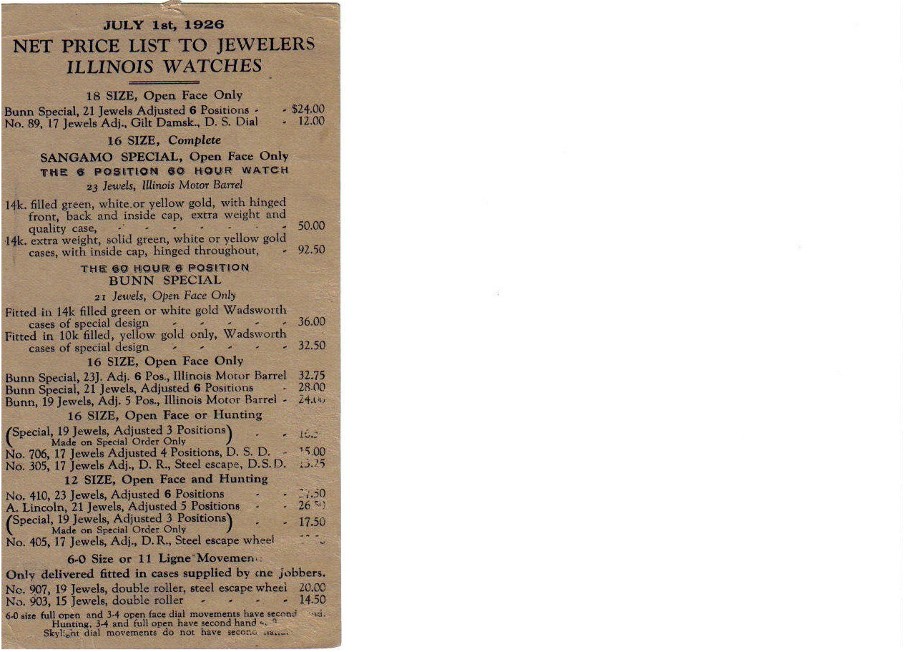 JULY 1st, 1926
NET PRICE LIST TO JEWELERS
ILLINOIS WATCHES
18 SIZE, Open Face Only
Bunn Special, 21 Jewels Adjusted 6 Positions - - $24.00
No. 89, 17 Jewels Adj., Gilt Damsk., D. S. Dial - 12.00
16 SIZE, Complete
SANGAMO SPECIAL, Open Face Only
THE 6 POSITION 60 HOUR WATCH
23 Jewels, Illinois Motor Barrel
14k. filled green, white or yellow gold, with hinged
front, back and inside cap, extra weight and
quality case, - - - - - - 50.00
14k. extra weight, solid green, white or yellow gold
cases, with inside cap, hinged throughout, - 92.50
THE 60 HOUR 6 POSITION
BUNN SPECIAL
21 Jewels, Open Face Only
Fitted in 14k filled green or white gold Wadsworth
cases of special design - - - - - 36.00
Fitted in 10k filled, yellow gold only, Wadsworth
cases of special design - - - - - 32.50
16 SIZE, Open Face Only
Bunn Special, 23J. Adj. 6 Pos., Illinois Motor Barrel 32.75
Bunn Special, 21 Jewels, Adjusted 6 Positions - 28.00
Bunn, 19 Jewels, Adj. 5 Pos., Illinois Motor Barrel -
16 SIZE, Open Face or Hunting
(Special, 19 Jewels, Adjusted 3 Positions) - -
Made on Special Order Only
No. 706, 17 Jewels Adjusted 4 Positions, D. S. D. - 15.00
No. 305, 17 Jewels Adj., D. R., Steel escape, D.S.D.
12 SIZE, Open Face and Hunting
No. 410, 23 Jewels, Adjusted 6 Positions - -
A. Lincoln, 21 Jewels, Adjusted 5 Positions - -
(Special, 19 Jewels, Adjusted 3 Positions) - - 17.50
Made on Special Order Only
No. 405, 17 Jewels, Adj., D. R., Steel escape wheel
6-0 Size or 11 Ligne Movement
Only delivered fitted in cases supplied by the jobbers.
No. 907, 19 Jewels, double roller, steel escape wheel 20.00
No. 903, 15 Jewels, double roller - - - - 14.50
6-0 size full open and 3-4 open face dial movements have second
Hunting, 3-4 and full open have second hand
Skylight dial movements do not have second